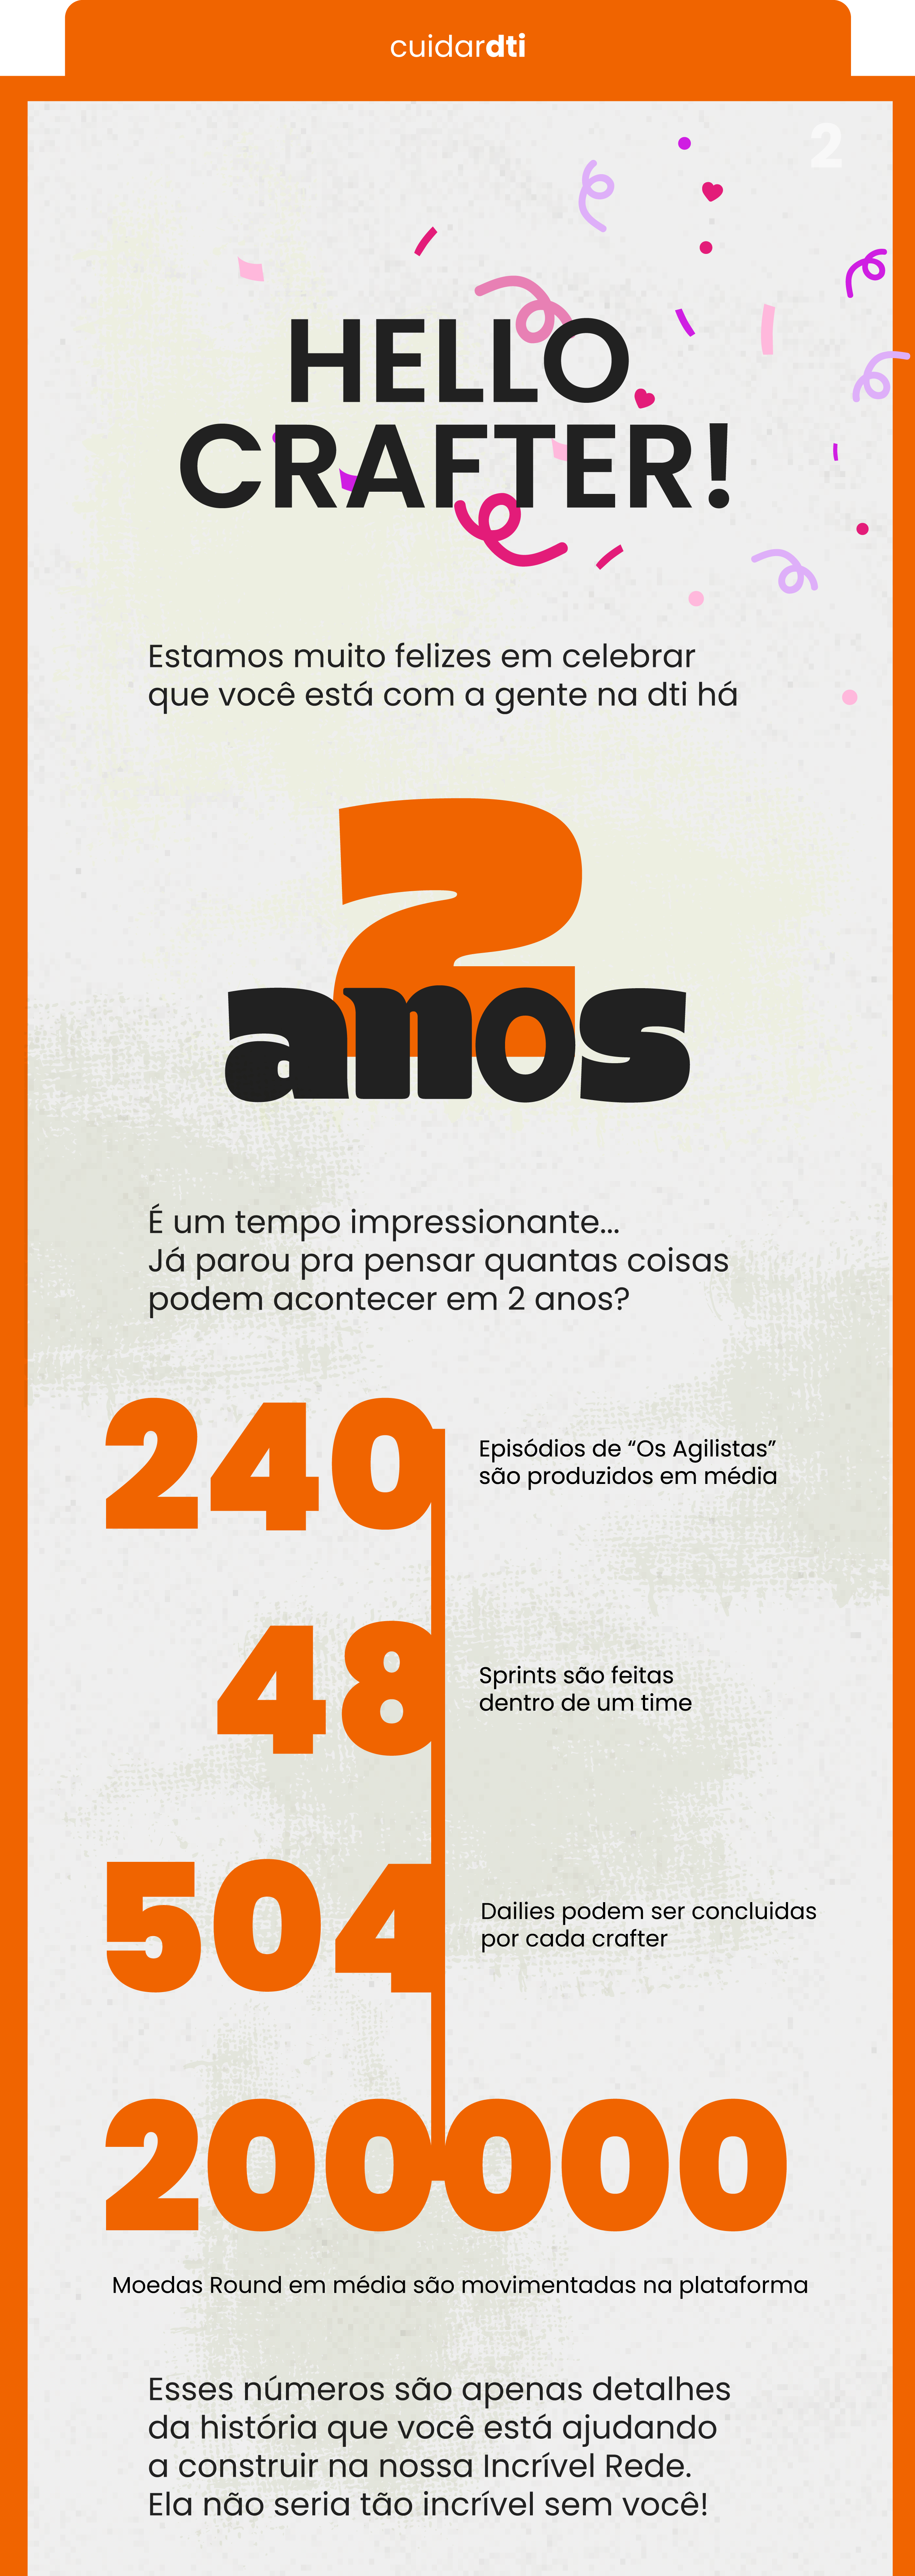 cuidardti
2
HELLO
CRAFTER!
Estamos muito felizes em celebrar
que você está com a gente na dti há
2
anos
É um tempo impressionante...
Já parou pra pensar quantas coisas
podem acontecer em 2 anos?
240
Episódios de “Os Agilistas”
são produzidos em média
48
Sprints são feitas
dentro de um time
504
Dailies podem ser concluidas
por cada crafter
200000
Moedas Round em média são movimentadas na plataforma
Esses números são apenas detalhes
da história que você está ajudando
a construir na nossa Incrível Rede.
Ela não seria tão incrível sem você!